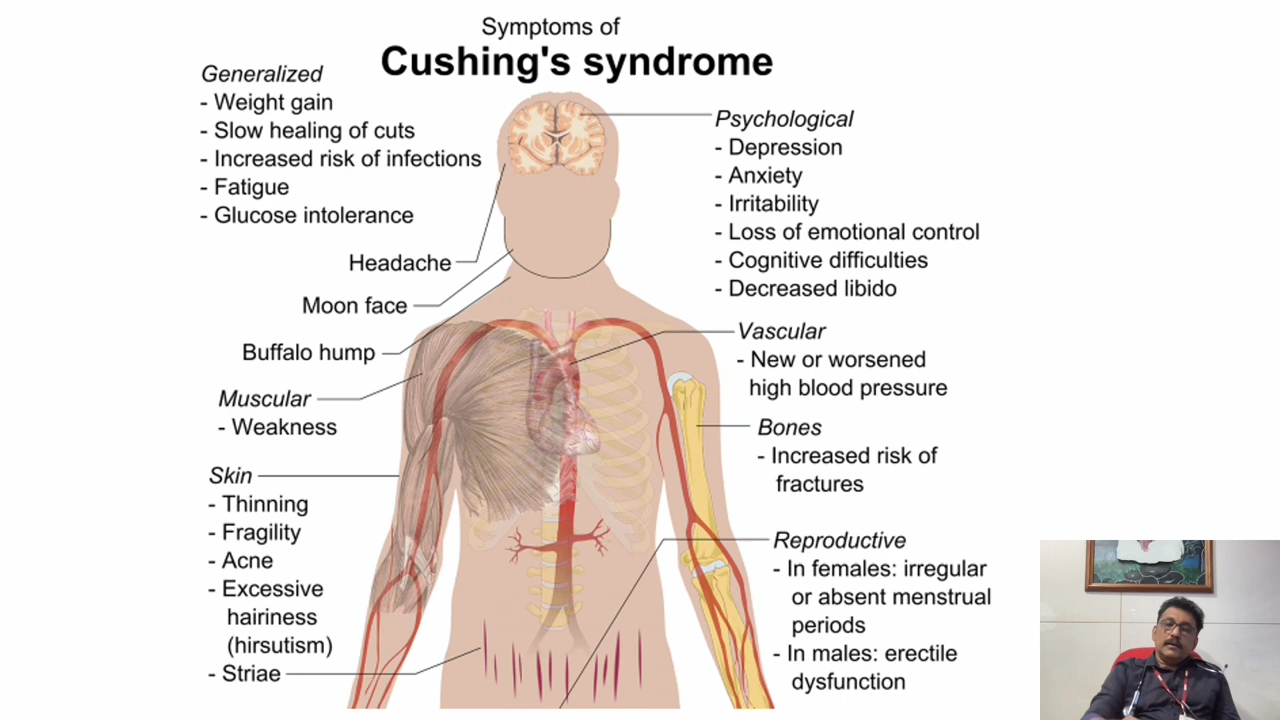 Symptoms of
Cushing's syndrome
Generalized
- Weight gain
- Slow healing of cuts
- Increased risk of infections
- Fatigue
- Glucose intolerance
Headache
Moon face
Buffalo hump
Muscular
- Weakness
Skin
- Thinning
- Fragility
- Acne
- Excessive
hairiness
(hirsutism)
- Striae
Psychological
- Depression
- Anxiety
- Irritability
- Loss of emotional control
- Cognitive difficulties
- Decreased libido
Vascular
- New or worsened
high blood pressure
Bones
- Increased risk of
fractures
Reproductive
- In females: irregular
or absent menstrual
periods
- In males: erectile
dysfunction